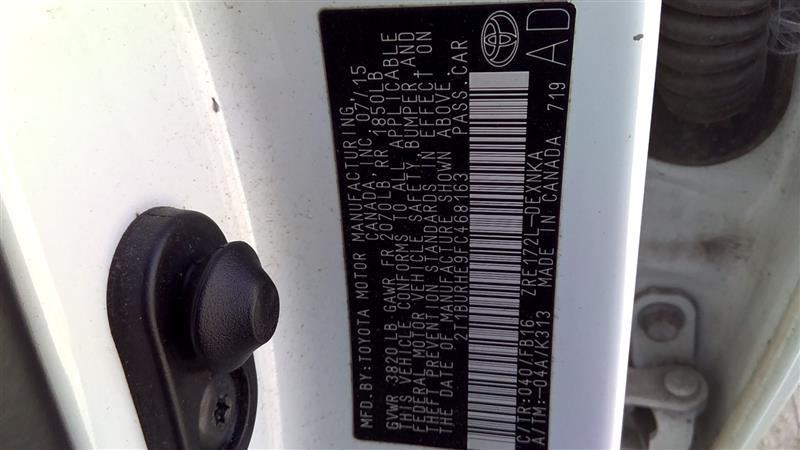 MFD.BY:TOYOTA MOTOR MANUFACTURING,
CANADA, INC. 07/15
GVWR 3820 LB GAWR FR 2070LB RR 1850LB
THIS VEHICLE CONFORMS TO ALL APPLICABLE
FEDERAL MOTOR VEHICLE SAFETY, BUMPER AND
THEFT PREVENTION STANDARDS IN EFFECT ON
THE DATE OF MANUFACTURE SHOWN ABOVE.
2T1BURHE9FC468163 PASS.CAR
C/TR:040/FB16 ZRE172L-DEXNKA
A/TM:-04A/K313 MADE IN CANADA 719
AD